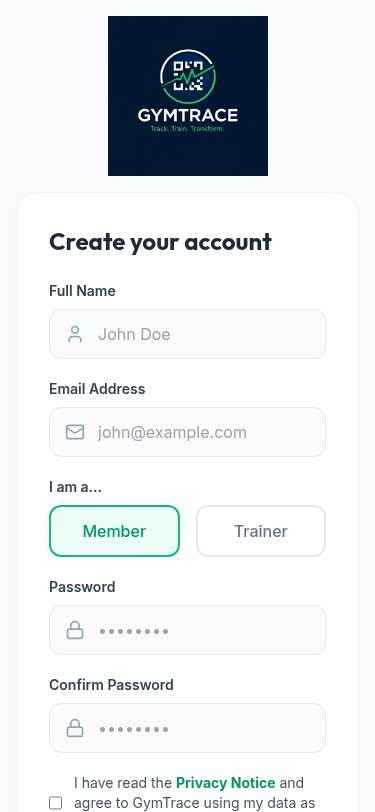 GYMTRACE
Track. Train. Transform.
Create your account
Full Name
John Doe
Email Address
john@example.com
I am a...
Member
Trainer
Password
••••••••
Confirm Password
••••••••
I have read the Privacy Notice and
agree to GymTrace using my data as